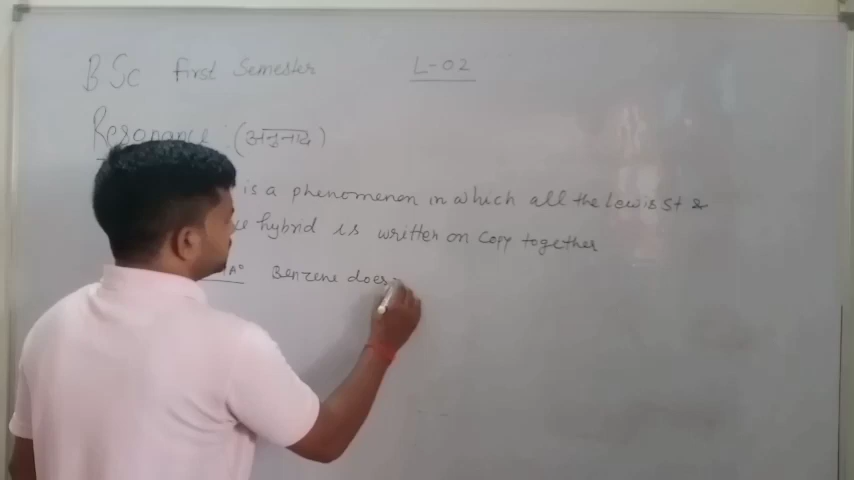 BSc First Semester L-02
Resonance : (अनुनाद)
is a phenomenon in which all the Lewis St &
hybrid is written on Copy together
Benzene does